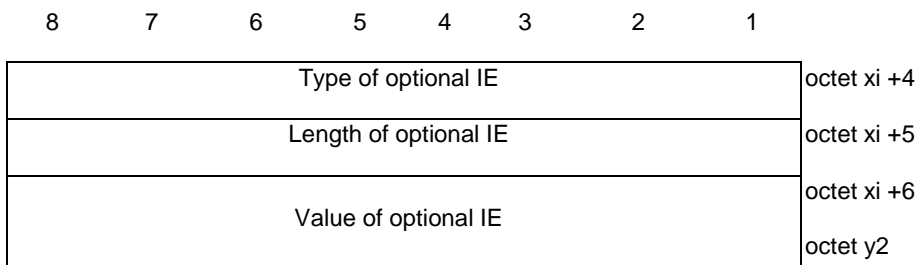 8 7 6 5 4 3 2 1
Type of optional IE octet xi +4
Length of optional IE octet xi +5
octet xi +6
Value of optional IE
octet y2